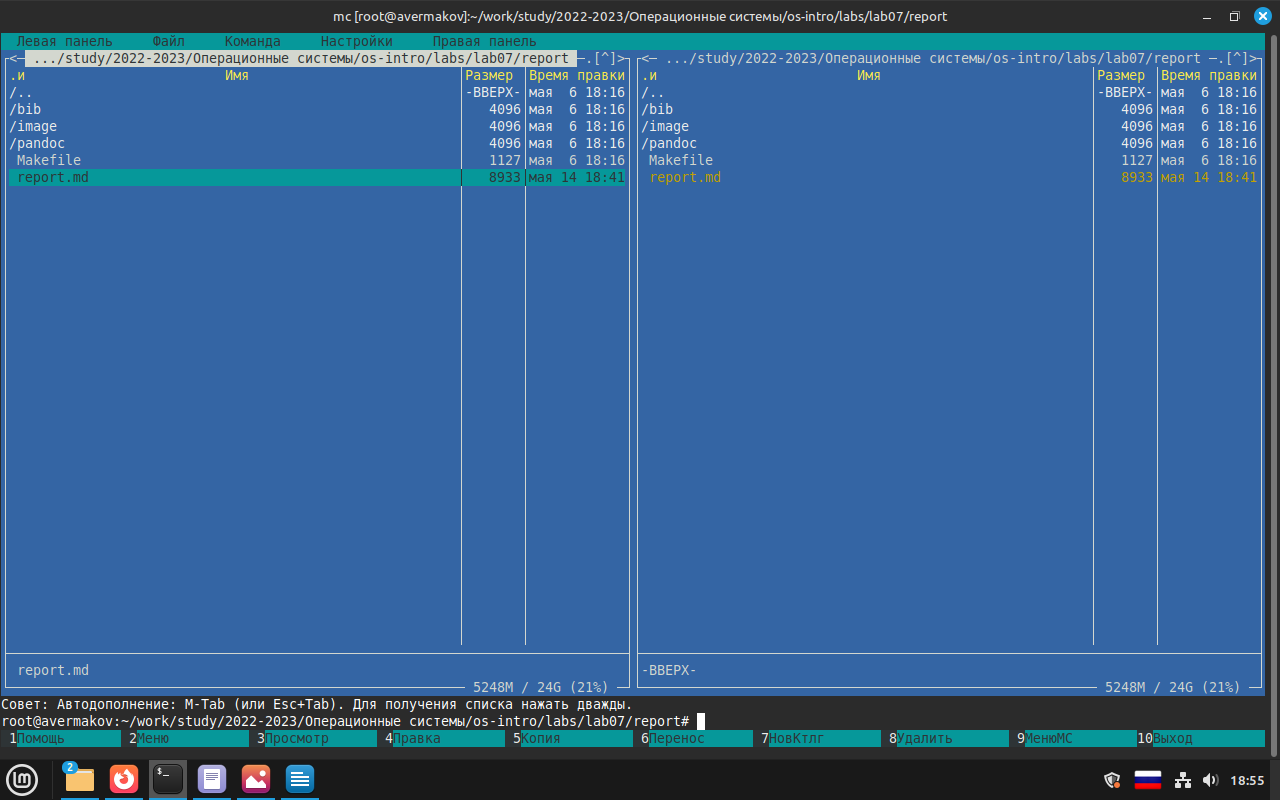 mc [root@avermakov]:~/work/study/2022-2023/Операционные системы/os-intro/labs/lab07/report
Левая панель Файл Команда Настройки Правая панель
<─ .../study/2022-2023/Операционные системы/os-intro/labs/lab07/report ─.[^]>
.и Имя Размер Время правки
/.. -ВВЕРХ- мая 6 18:16
/bib 4096 мая 6 18:16
/image 4096 мая 6 18:16
/pandoc 4096 мая 6 18:16
Makefile 1127 мая 6 18:16
report.md 8933 мая 14 18:41
report.md
5248M / 24G (21%)
<─ .../study/2022-2023/Операционные системы/os-intro/labs/lab07/report ─.[^]>
.и Имя Размер Время правки
/.. -ВВЕРХ- мая 6 18:16
/bib 4096 мая 6 18:16
/image 4096 мая 6 18:16
/pandoc 4096 мая 6 18:16
Makefile 1127 мая 6 18:16
report.md 8933 мая 14 18:41
-ВВЕРХ-
5248M / 24G (21%)
Совет: Автодополнение: M-Tab (или Esc+Tab). Для получения списка нажать дважды.
root@avermakov:~/work/study/2022-2023/Операционные системы/os-intro/labs/lab07/report#
1Помощь 2Меню 3Просмотр 4Правка 5Копия 6Перенос 7НовКтлг 8Удалить 9МенюМС 10Выход
2
$_
18:55